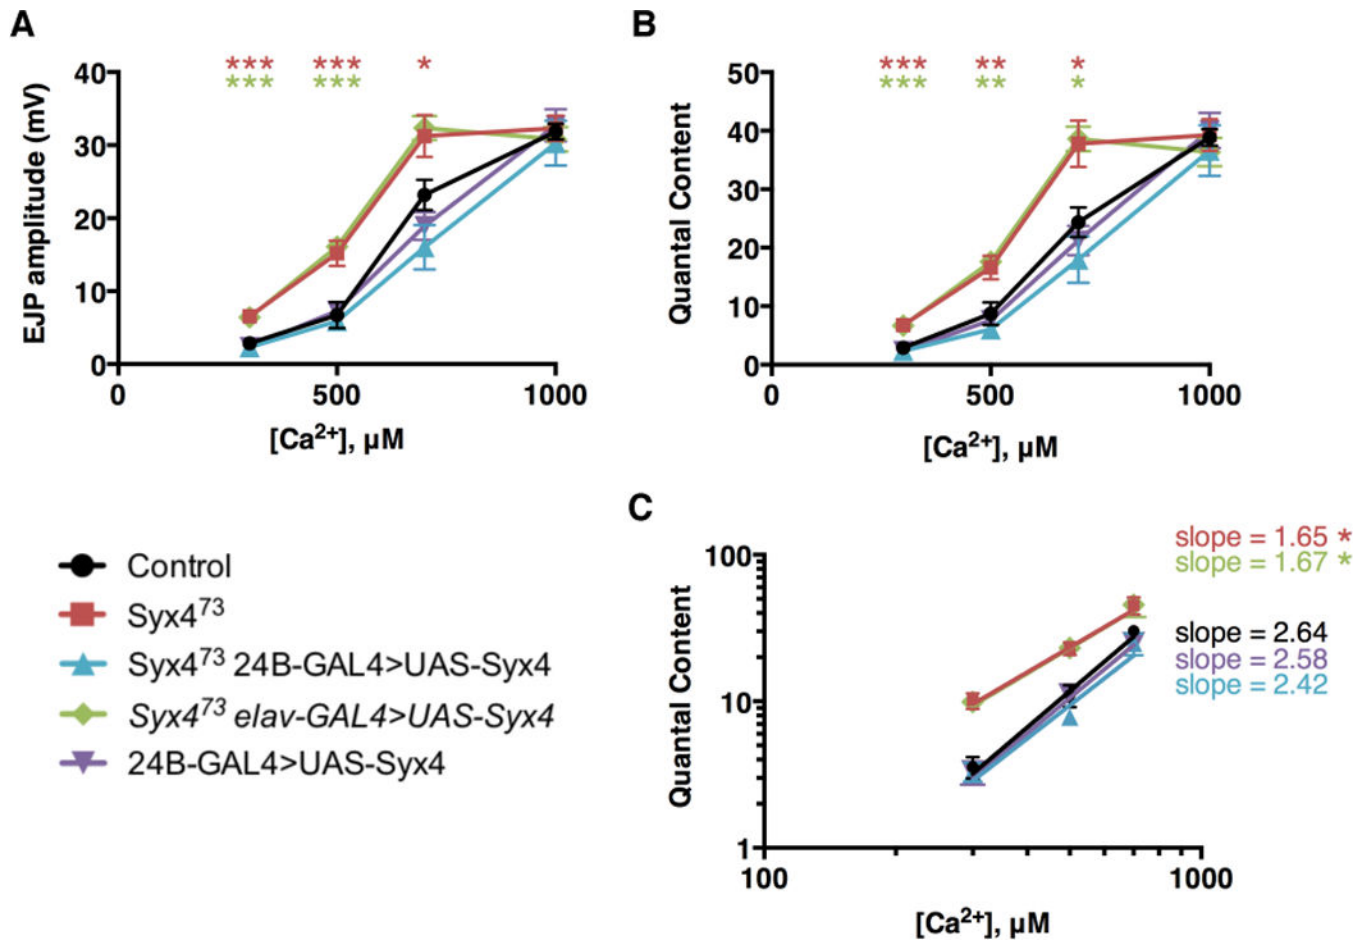 A
*** *** *
*** ***
40
30
20
10
0
EJP amplitude (mV)
0 500 1000
[Ca²⁺], µM
B
*** ** *
*** ** *
50
40
30
20
10
0
Quantal Content
0 500 1000
[Ca²⁺], µM
Control
Syx4⁷³
Syx4⁷³ 24B-GAL4>UAS-Syx4
Syx4⁷³ elav-GAL4>UAS-Syx4
24B-GAL4>UAS-Syx4
C
slope = 1.65 *
slope = 1.67 *
slope = 2.64
slope = 2.58
slope = 2.42
100
10
1
Quantal Content
100 1000
[Ca²⁺], µM